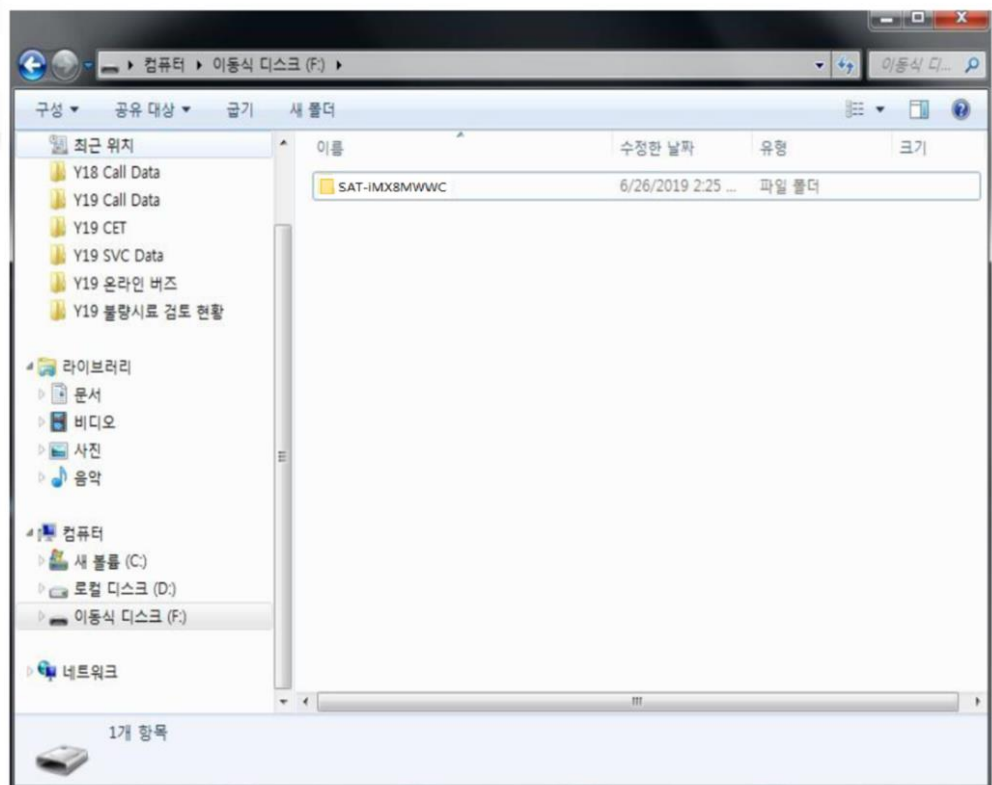 컴퓨터 ▸ 이동식 디스크 (F:) ▸
이동식 디...
구성 공유 대상 굽기 새 폴더
최근 위치
Y18 Call Data
Y19 Call Data
Y19 CET
Y19 SVC Data
Y19 온라인 버즈
Y19 불량시료 검토 현황
라이브러리
문서
비디오
사진
음악
컴퓨터
새 볼륨 (C:)
로컬 디스크 (D:)
이동식 디스크 (F:)
네트워크
이름 수정한 날짜 유형 크기
SAT-iMX8MWWC 6/26/2019 2:25 ... 파일 폴더
1개 항목